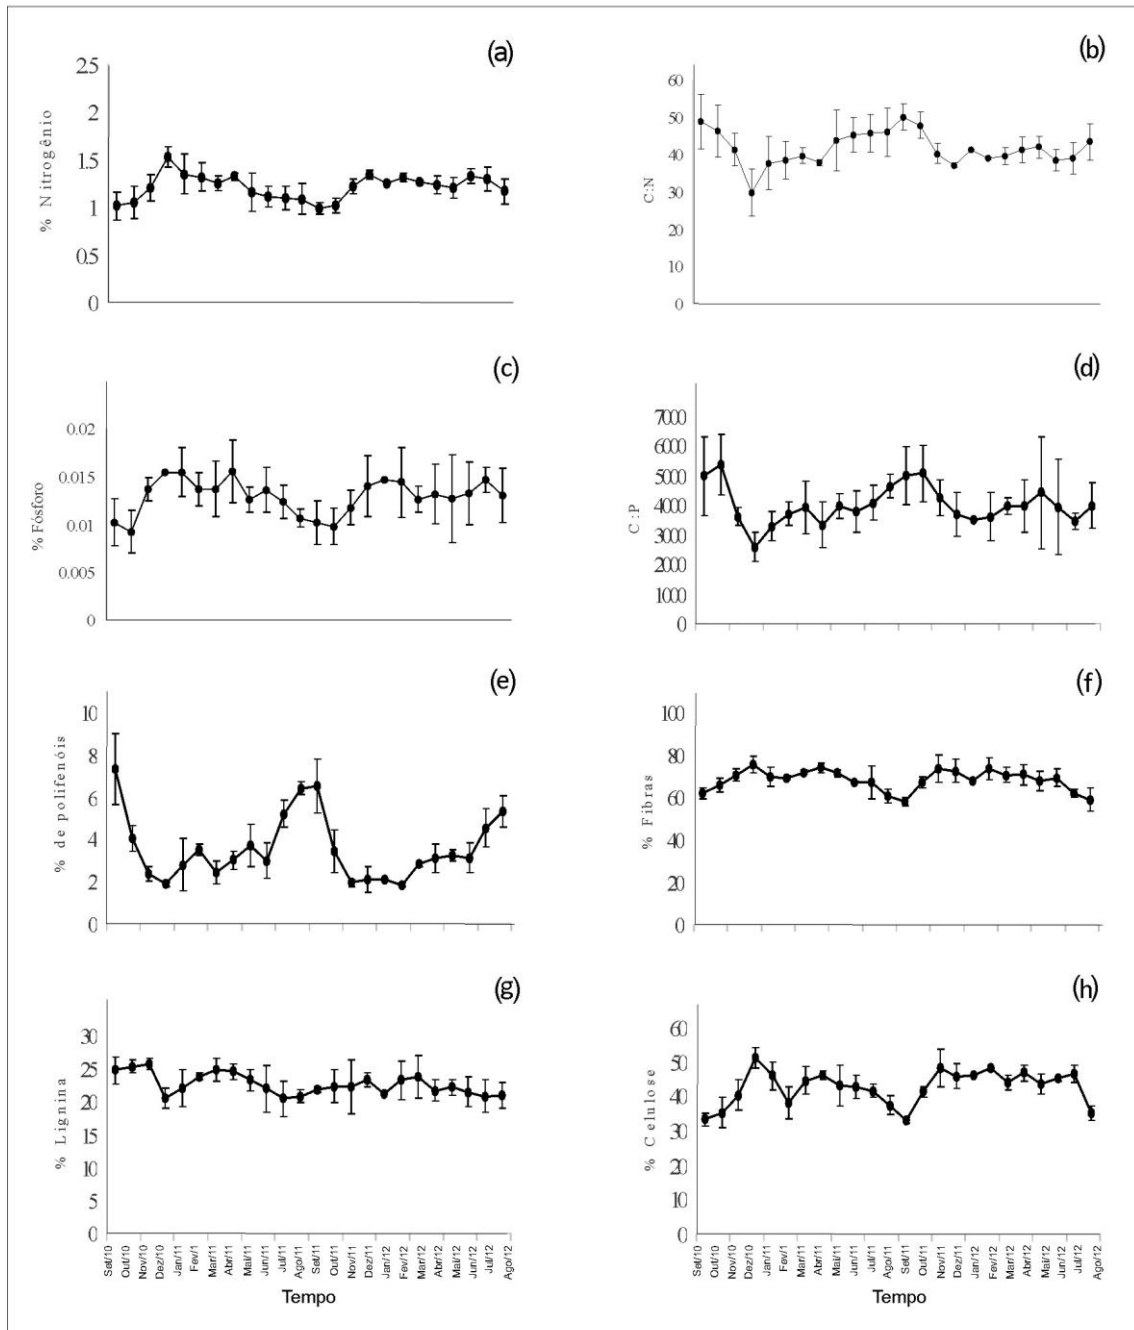 (a)
25
2
1.5
1
0.5
0
% Nitrogênio
(b)
60
50
40
30
20
10
0
C:N
(c)
0.02
0.015
0.01
0.005
0
% Fósforo
(d)
7000
6000
5000
4000
3000
2000
1000
0
C:P
(e)
10
8
6
4
2
0
% de polifenóis
(f)
100
80
60
40
20
0
% Fibras
(g)
30
25
20
15
10
5
0
% Lignina
Set/10 Out/10 Nov/10 Dez/10 Jan/11 Fev/1 Mar/11 Abr/11 Mai/11 Jun/11 Jul/11 Ago/11 Set/11 Out/11 Nov/11 Dez/11 Jan/12 Fev/12 Mar/12 Abr/12 Mai/12 Jun/12 Jul/12 Ago/12
Tempo
(h)
60
50
40
30
20
10
0
% Celulose
Set/10 Out/10 Nov/10 Dez/10 Jan/11 Fev/1 Mar/11 Abr/11 Mai/11 Jun/11 Jul/11 Ago/11 Set/11 Out/11 Nov/11 Dez/11 Jan/12 Fev/12 Mar/12 Abr/12 Mai/12 Jun/12 Jul/12 Ago/12
Tempo